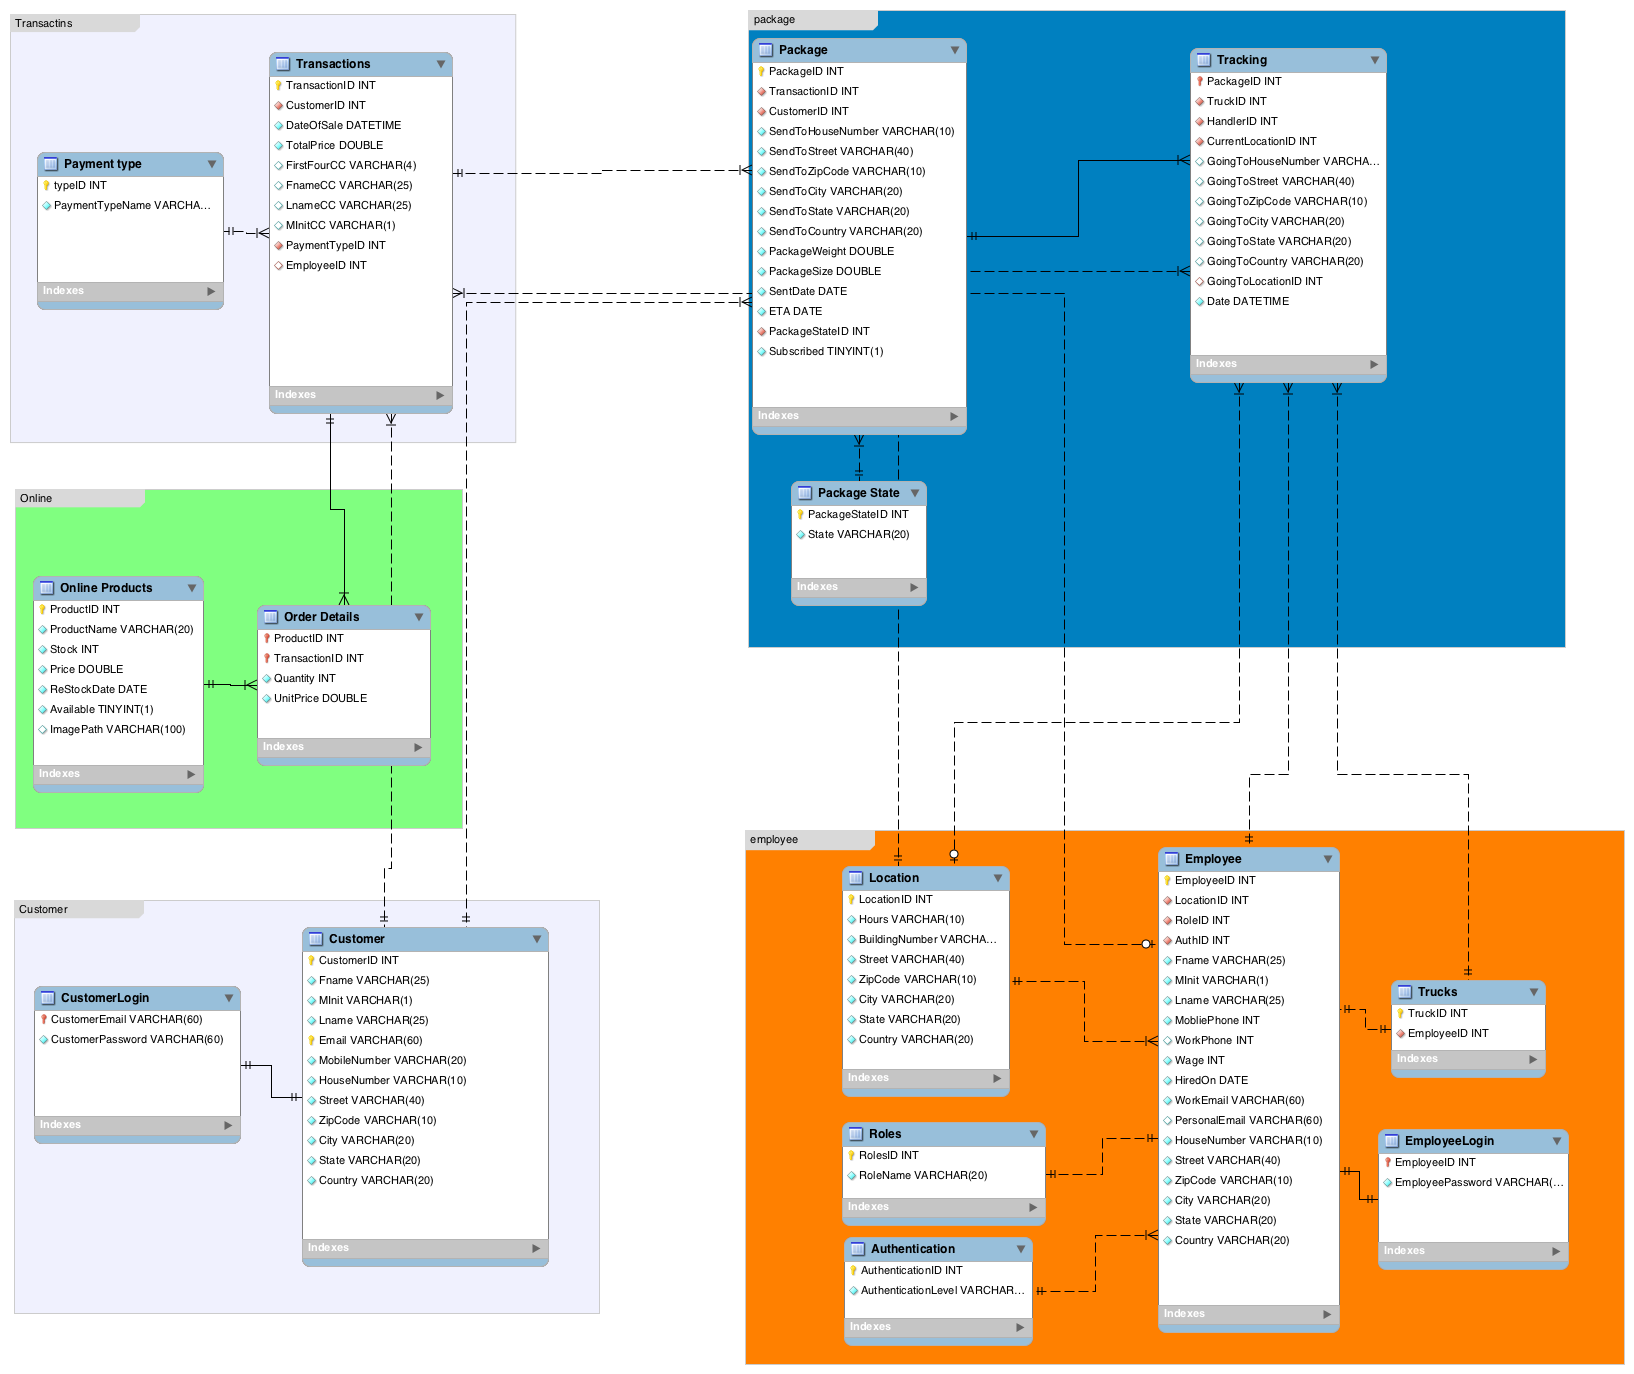 Transactins
Transactions
TransactionID INT
CustomerID INT
DateOfSale DATETIME
TotalPrice DOUBLE
FirstFourCC VARCHAR(4)
FnameCC VARCHAR(25)
LnameCC VARCHAR(25)
MInitCC VARCHAR(1)
PaymentTypeID INT
EmployeeID INT
Indexes
Payment type
typeID INT
PaymentTypeName VARCHA...
Indexes
package
Package
PackageID INT
TransactionID INT
CustomerID INT
SendToHouseNumber VARCHAR(10)
SendToStreet VARCHAR(40)
SendToZipCode VARCHAR(10)
SendToCity VARCHAR(20)
SendToState VARCHAR(20)
SendToCountry VARCHAR(20)
PackageWeight DOUBLE
PackageSize DOUBLE
SentDate DATE
ETA DATE
PackageStateID INT
Subscribed TINYINT(1)
Indexes
Tracking
PackageID INT
TruckID INT
HandlerID INT
CurrentLocationID INT
GoingToHouseNumber VARCHA...
GoingToStreet VARCHAR(40)
GoingToZipCode VARCHAR(10)
GoingToCity VARCHAR(20)
GoingToState VARCHAR(20)
GoingToCountry VARCHAR(20)
GoingToLocationID INT
Date DATETIME
Indexes
Package State
PackageStateID INT
State VARCHAR(20)
Indexes
Online
Online Products
ProductID INT
ProductName VARCHAR(20)
Stock INT
Price DOUBLE
ReStockDate DATE
Available TINYINT(1)
ImagePath VARCHAR(100)
Indexes
Order Details
ProductID INT
TransactionID INT
Quantity INT
UnitPrice DOUBLE
Indexes
Customer
CustomerLogin
CustomerEmail VARCHAR(60)
CustomerPassword VARCHAR(60)
Indexes
Customer
CustomerID INT
Fname VARCHAR(25)
MInit VARCHAR(1)
Lname VARCHAR(25)
Email VARCHAR(60)
MobileNumber VARCHAR(20)
HouseNumber VARCHAR(10)
Street VARCHAR(40)
ZipCode VARCHAR(10)
City VARCHAR(20)
State VARCHAR(20)
Country VARCHAR(20)
Indexes
employee
Location
LocationID INT
Hours VARCHAR(10)
BuildingNumber VARCHA...
Street VARCHAR(40)
ZipCode VARCHAR(10)
City VARCHAR(20)
State VARCHAR(20)
Country VARCHAR(20)
Indexes
Roles
RolesID INT
RoleName VARCHAR(20)
Indexes
Authentication
AuthenticationID INT
AuthenticationLevel VARCHAR...
Indexes
Employee
EmployeeID INT
LocationID INT
RoleID INT
AuthID INT
Fname VARCHAR(25)
MInit VARCHAR(1)
Lname VARCHAR(25)
MobliePhone INT
WorkPhone INT
Wage INT
HiredOn DATE
WorkEmail VARCHAR(60)
PersonalEmail VARCHAR(60)
HouseNumber VARCHAR(10)
Street VARCHAR(40)
ZipCode VARCHAR(10)
City VARCHAR(20)
State VARCHAR(20)
Country VARCHAR(20)
Indexes
Trucks
TruckID INT
EmployeeID INT
Indexes
EmployeeLogin
EmployeeID INT
EmployeePassword VARCHAR(...
Indexes